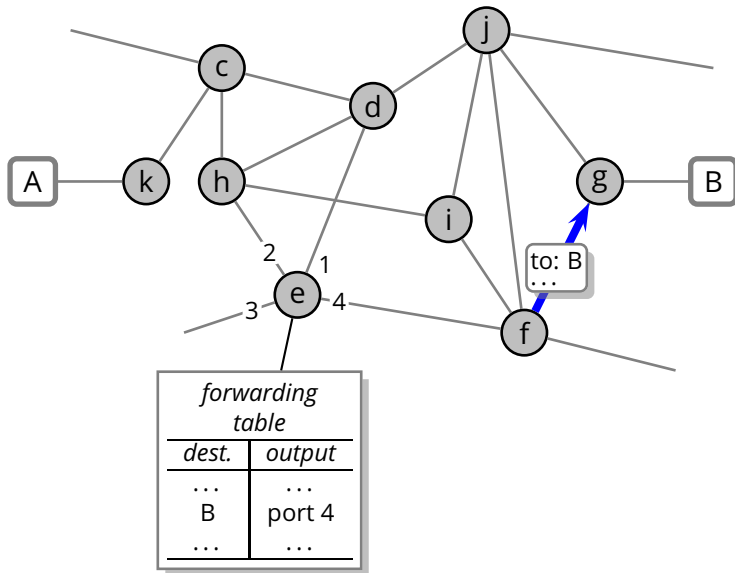 j
c
d
A
k
h
g
B
i
2
1
to: B
...
e
4
3
f
forwarding
table
dest. output
... ...
B port 4
... ...